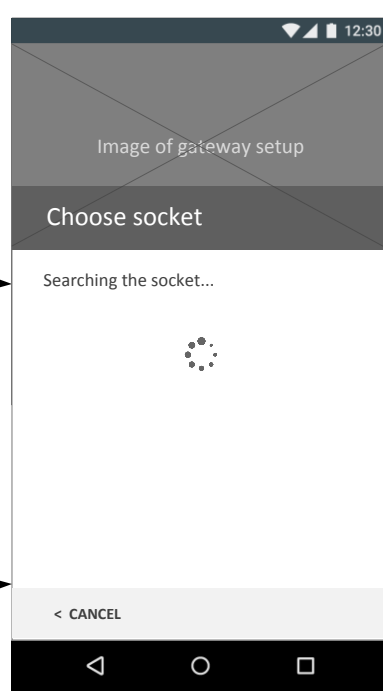 12:30
Image of gateway setup
Choose socket
Searching the socket...
< CANCEL